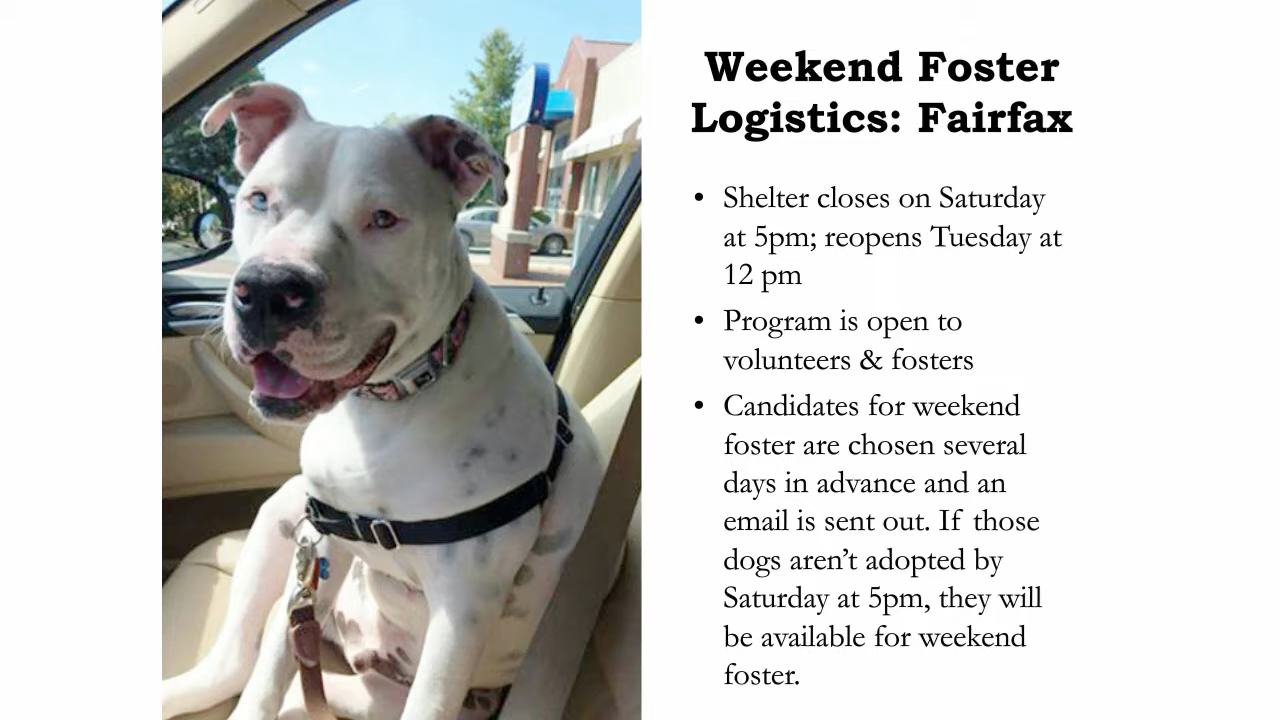 Weekend Foster
Logistics: Fairfax
• Shelter closes on Saturday
at 5pm; reopens Tuesday at
12 pm
• Program is open to
volunteers & fosters
• Candidates for weekend
foster are chosen several
days in advance and an
email is sent out. If those
dogs aren’t adopted by
Saturday at 5pm, they will
be available for weekend
foster.